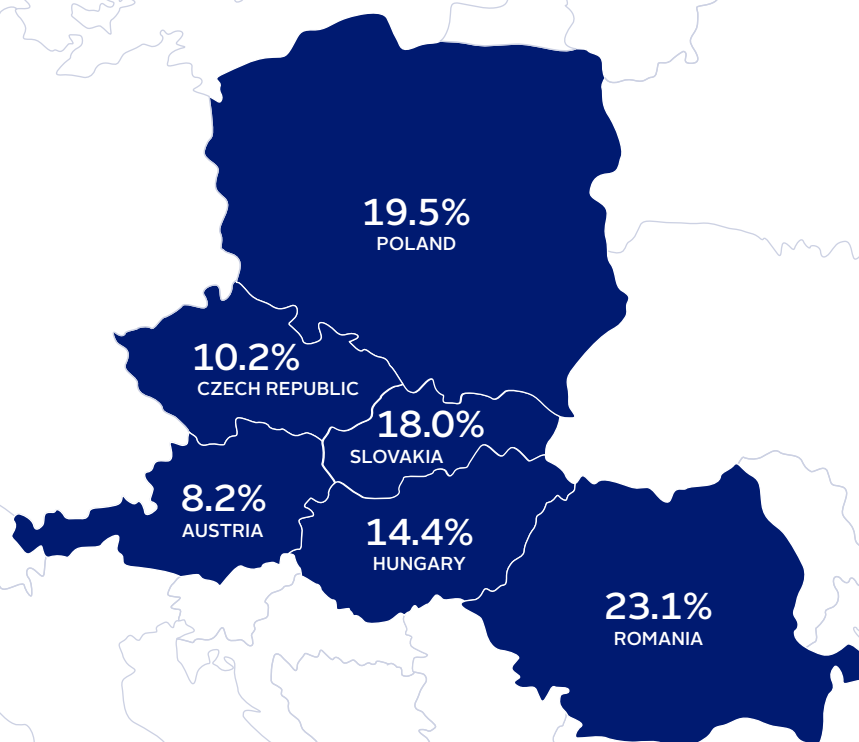 19.5%
POLAND
10.2%
CZECH REPUBLIC
18.0%
SLOVAKIA
8.2%
AUSTRIA
14.4%
HUNGARY
23.1%
ROMANIA